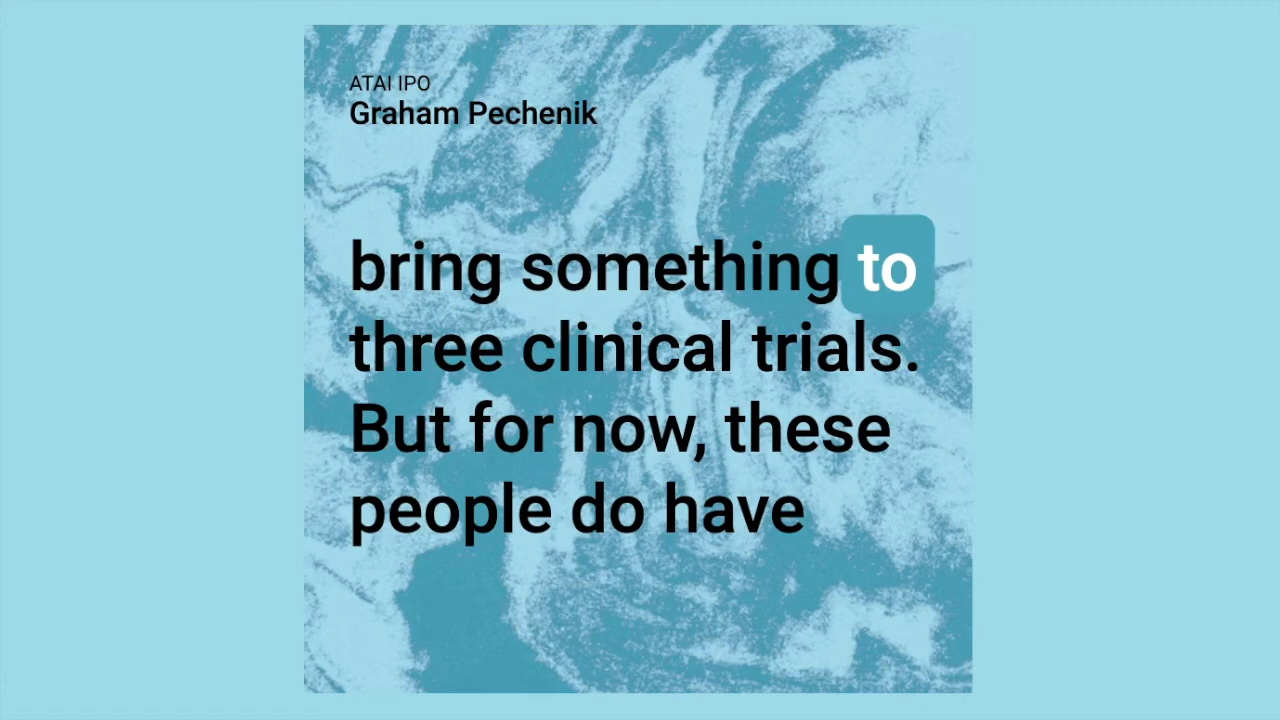 ATAI IPO
Graham Pechenik
bring something to
three clinical trials.
But for now, these
people do have